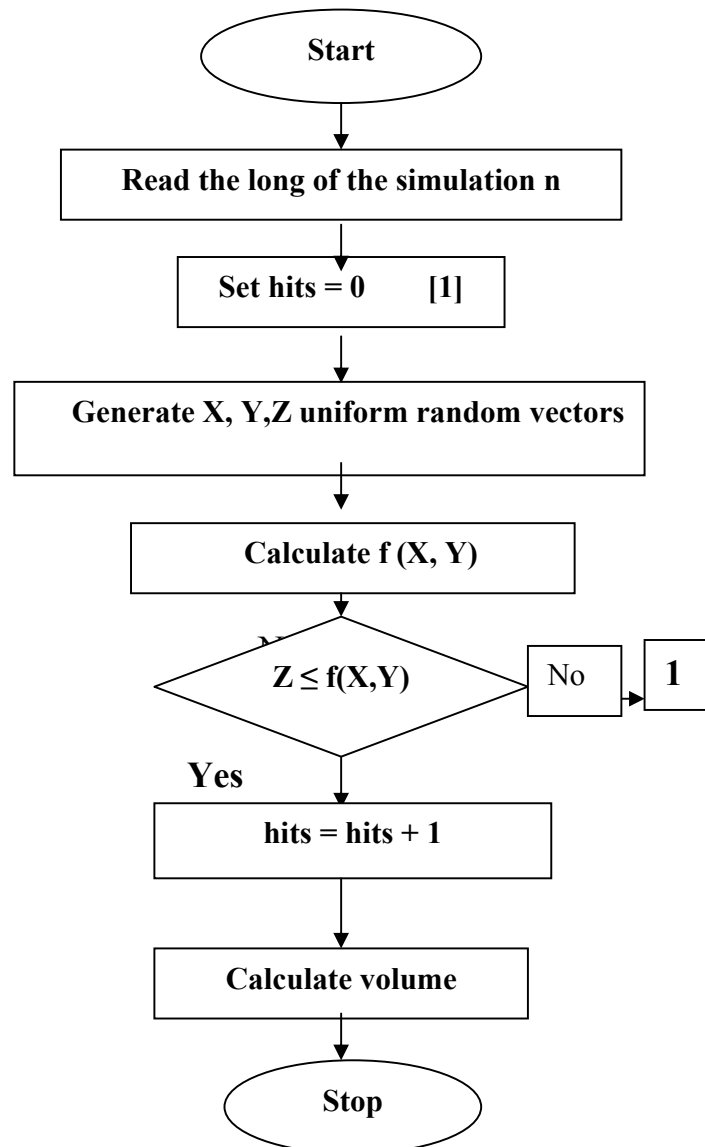 Start
Read the long of the simulation n
Set hits = 0 [1]
Generate X, Y,Z uniform random vectors
Calculate f (X, Y)
Z ≤ f(X,Y)
No
1
Yes
hits = hits + 1
Calculate volume
Stop